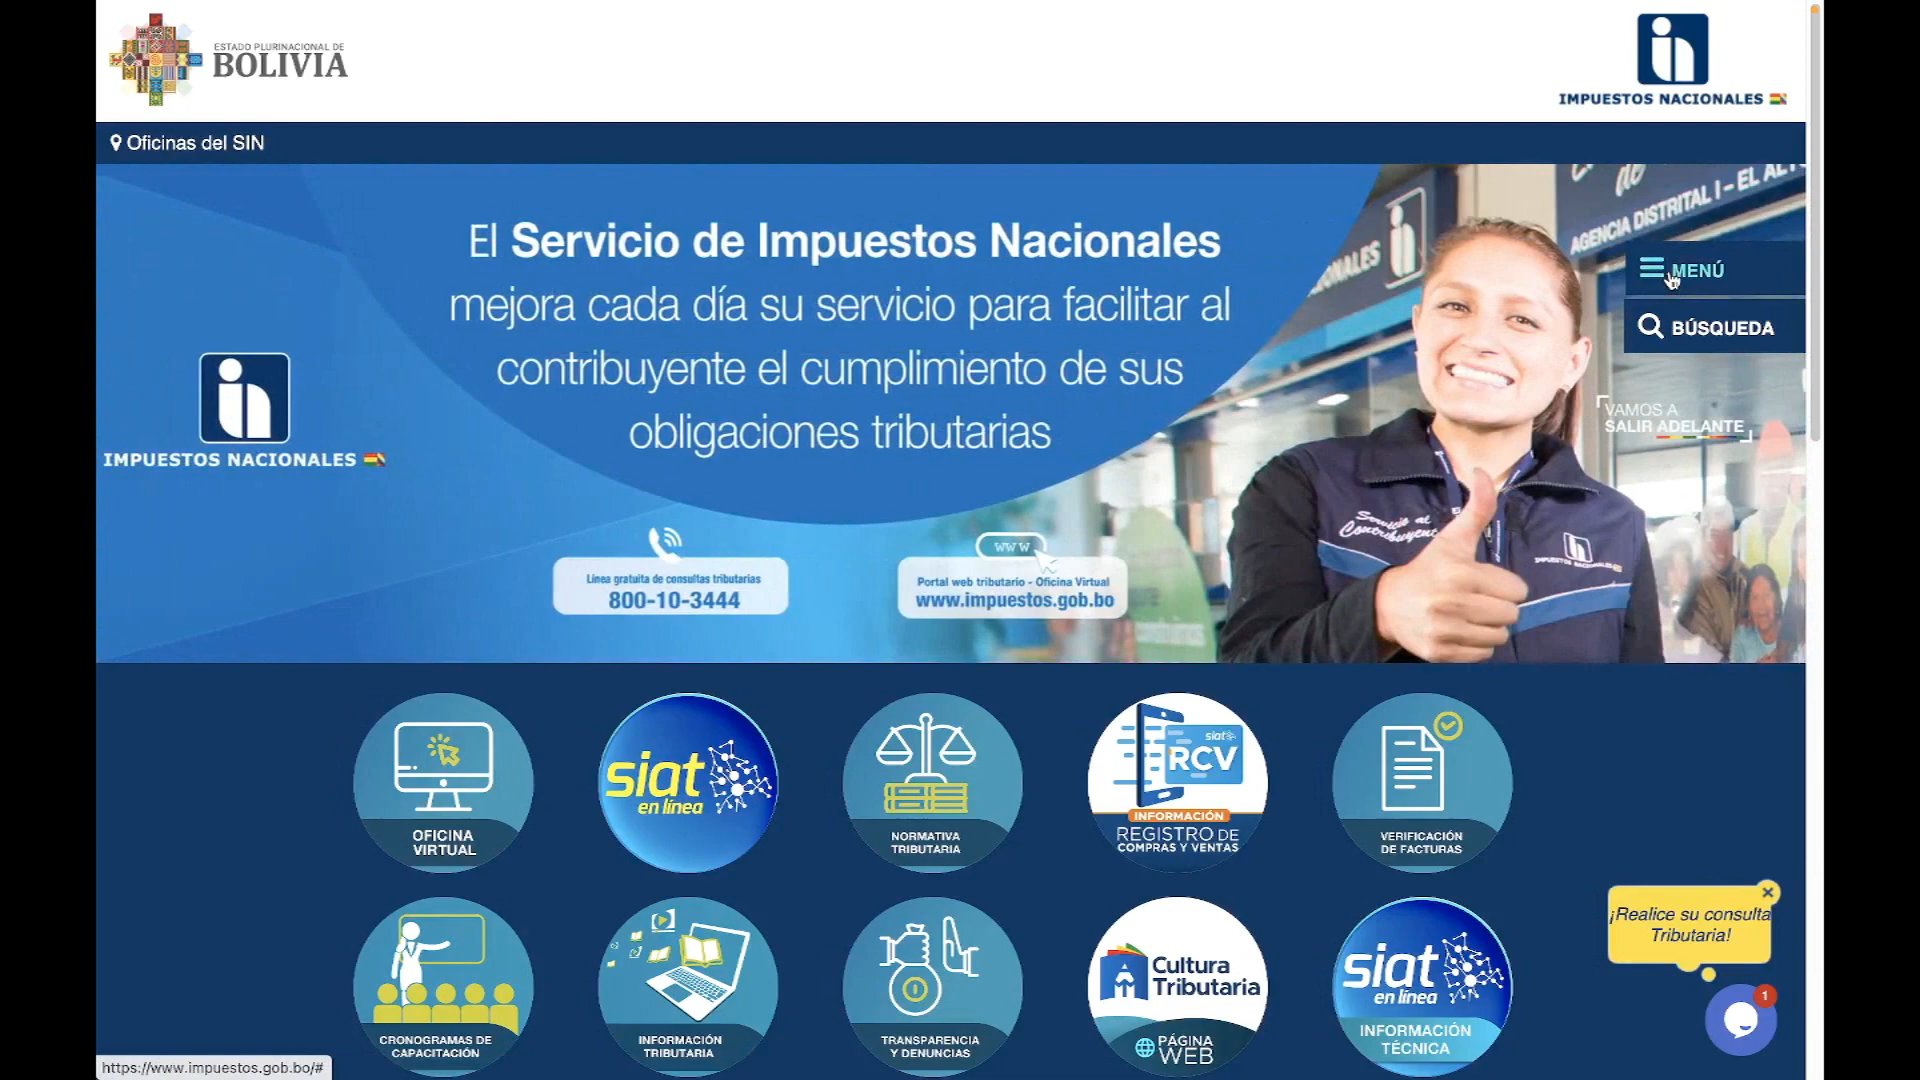 ESTADO PLURINACIONAL DE
BOLIVIA
IMPUESTOS NACIONALES
Oficinas del SIN
El Servicio de Impuestos Nacionales
mejora cada día su servicio para facilitar al
contribuyente el cumplimiento de sus
obligaciones tributarias
IMPUESTOS NACIONALES
Línea gratuita de consultas tributarias
800-10-3444
www
Portal web tributario - Oficina Virtual
www.impuestos.gob.bo
AGENCIA DISTRITAL I - EL ALTO
MENÚ
BÚSQUEDA
VAMOS A
SALIR ADELANTE
Servicio al
Contribuyente
IMPUESTOS NACIONALES
OFICINA
VIRTUAL
siat
en línea
NORMATIVA
TRIBUTARIA
siat
RCV
INFORMACIÓN
REGISTRO DE
COMPRAS Y VENTAS
VERIFICACIÓN
DE FACTURAS
CRONOGRAMAS DE
CAPACITACIÓN
INFORMACIÓN
TRIBUTARIA
TRANSPARENCIA
Y DENUNCIAS
Cultura
Tributaria
PÁGINA
WEB
siat
en línea
INFORMACIÓN
TÉCNICA
¡Realice su consulta
Tributaria!
1
https://www.impuestos.gob.bo/#